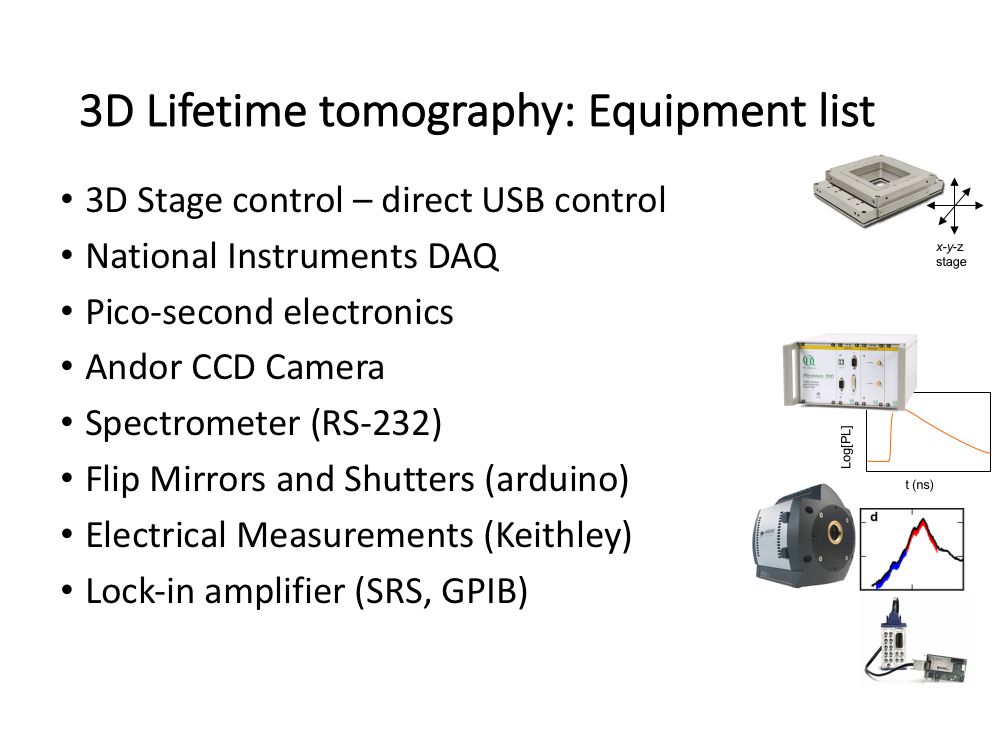 3D Lifetime tomography: Equipment list
• 3D Stage control – direct USB control
• National Instruments DAQ
• Pico-second electronics
• Andor CCD Camera
• Spectrometer (RS-232)
• Flip Mirrors and Shutters (arduino)
• Electrical Measurements (Keithley)
• Lock-in amplifier (SRS, GPIB)
x-y-z
stage
Log[PL]
t (ns)
d